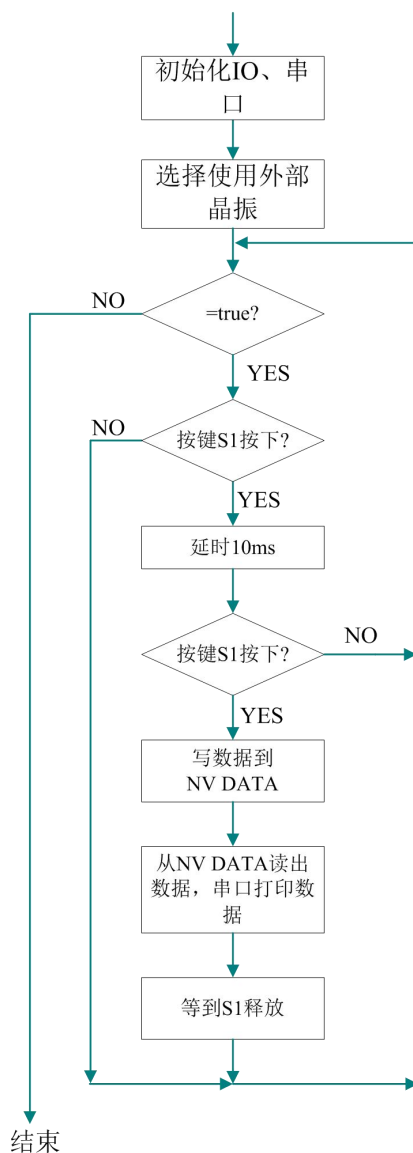 初始化IO、串
口
选择使用外部
晶振
NO
=true?
YES
NO
按键S1按下?
YES
延时10ms
按键S1按下?
NO
YES
写数据到
NV DATA
从NV DATA读出
数据，串口打印数
据
等到S1释放
结束